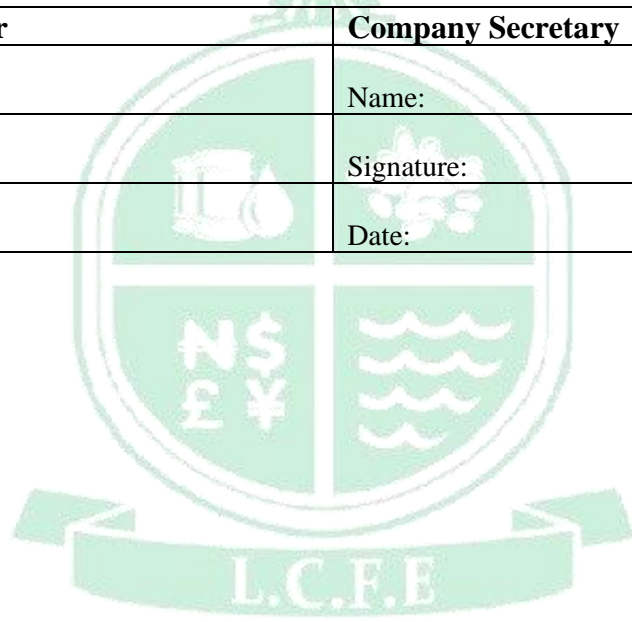 r Company Secretary
Name:
Signature:
Date:
₦$
£ ¥
L.C.F.E